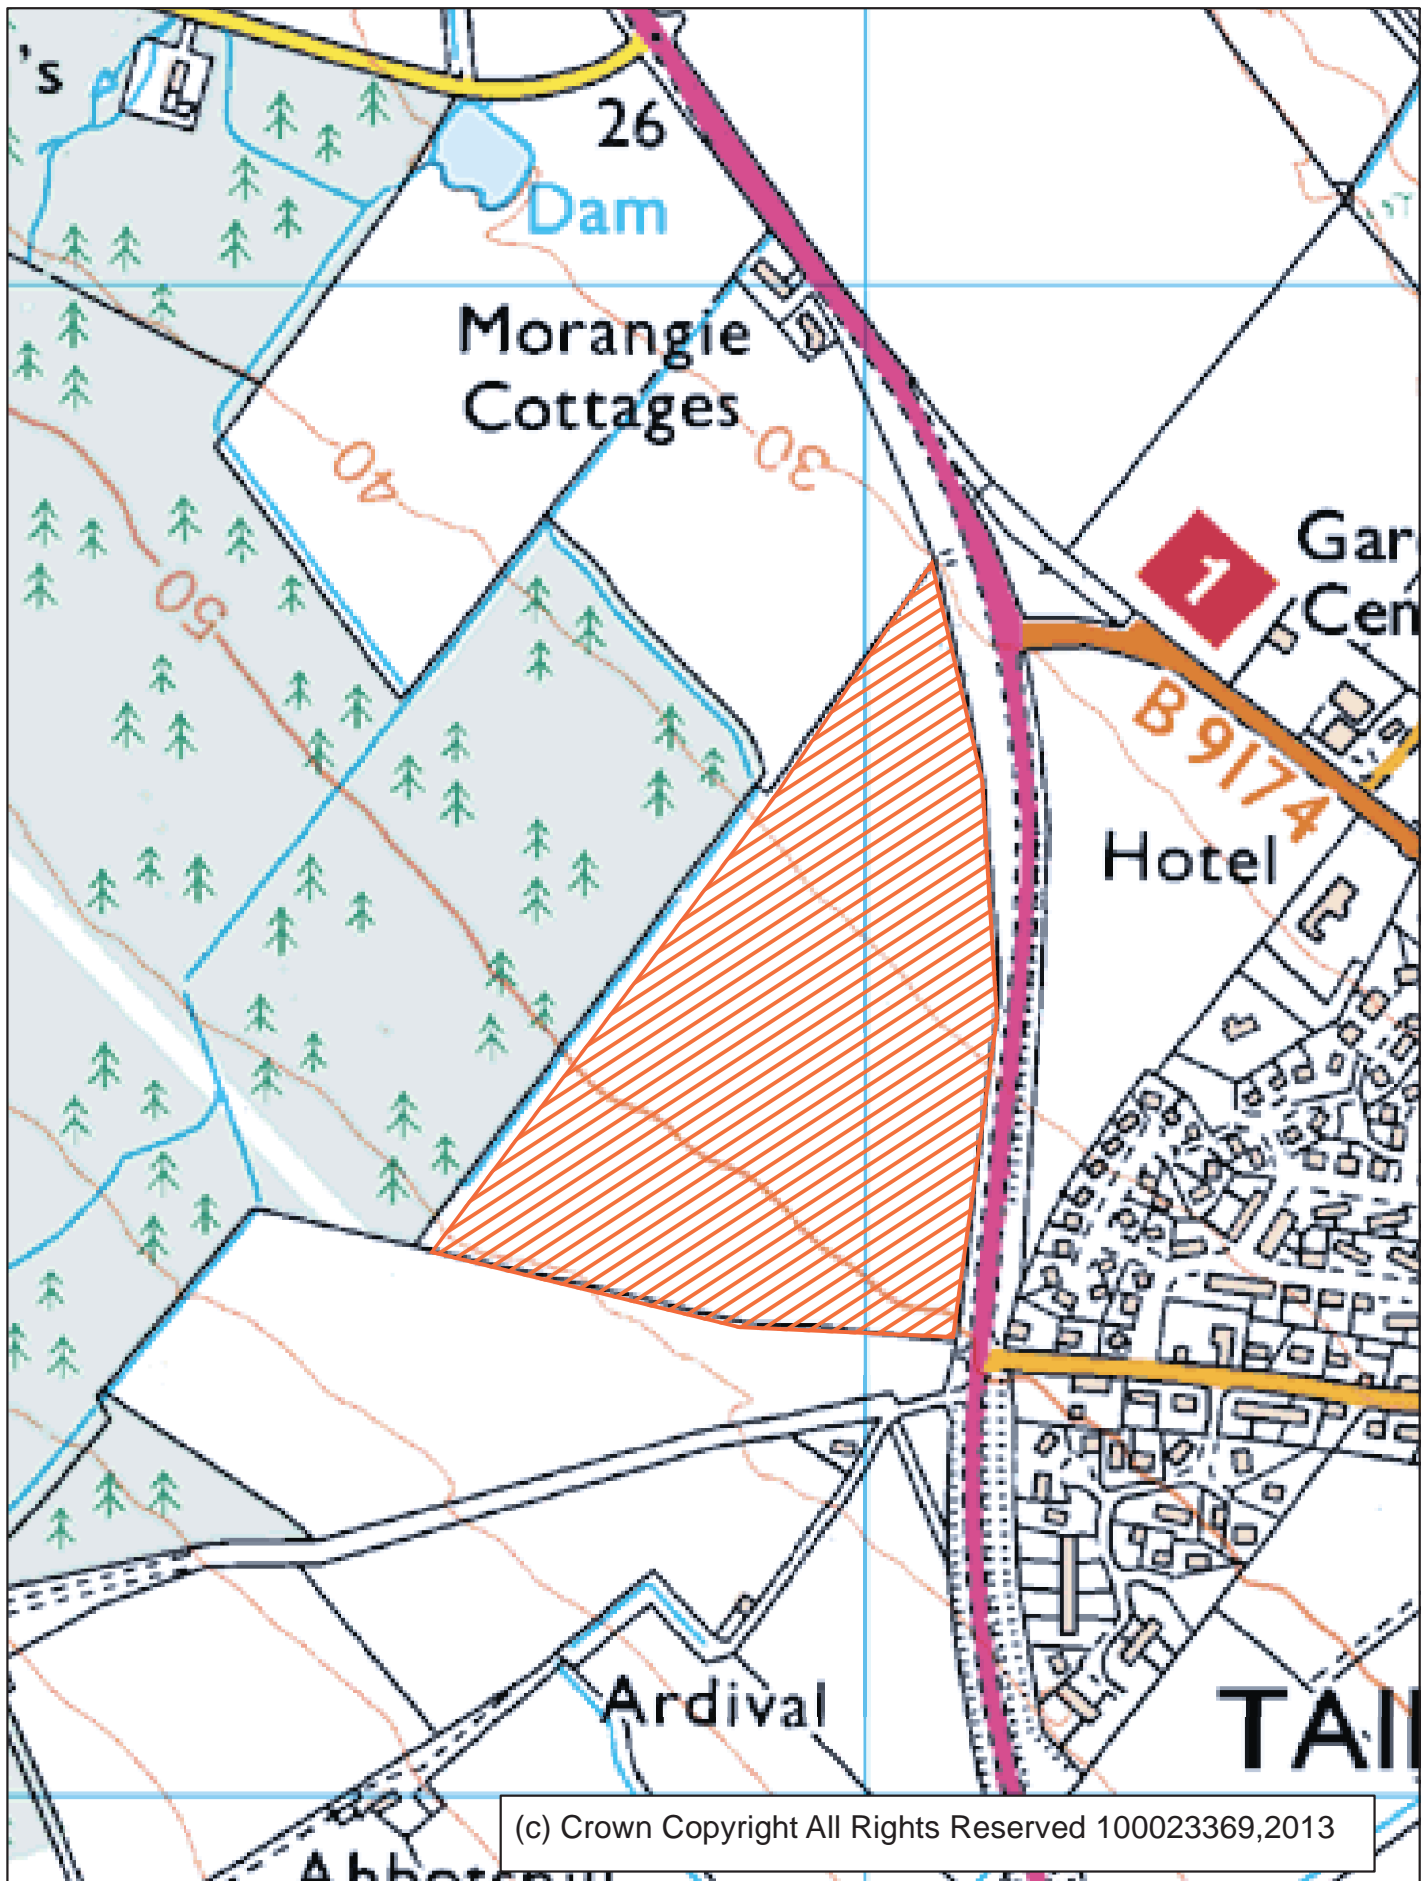 's
26
Dam
Morangie
Cottages
40
30
50
1
Gar
Cen
B 9174
Hotel
Ardival
TAI
(c) Crown Copyright All Rights Reserved 100023369,2013